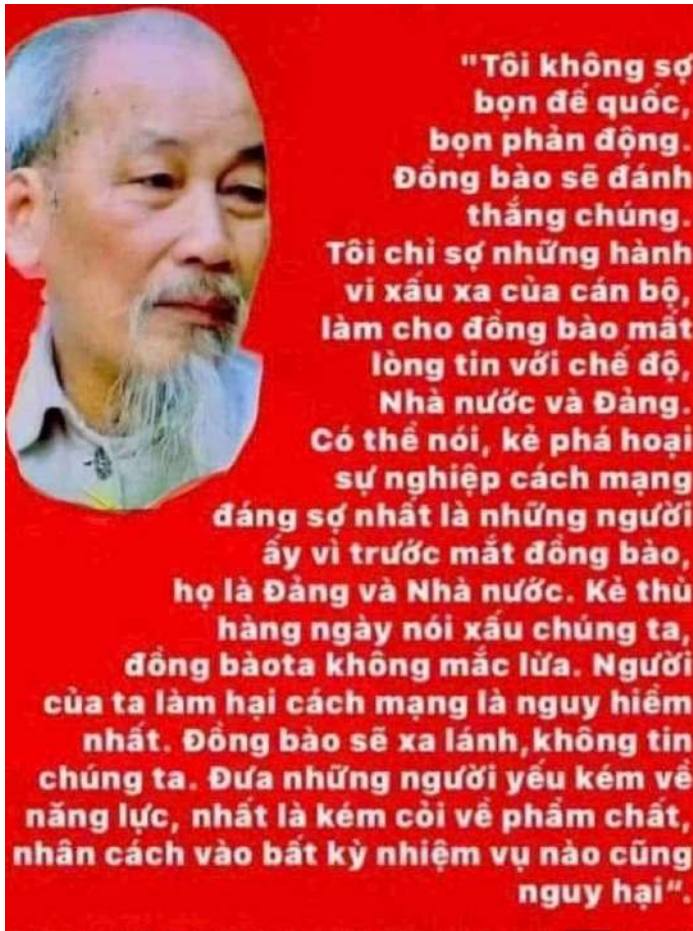 "Tôi không sợ
bọn đế quốc,
bọn phản động.
Đồng bào sẽ đánh
thắng chúng.
Tôi chỉ sợ những hành
vi xấu xa của cán bộ,
làm cho đồng bào mất
lòng tin với chế độ,
Nhà nước và Đảng.
Có thể nói, kẻ phá hoại
sự nghiệp cách mạng
đáng sợ nhất là những người
ấy vì trước mắt đồng bào,
họ là Đảng và Nhà nước. Kẻ thù
hàng ngày nói xấu chúng ta,
đồng bàota không mắc lừa. Người
của ta làm hại cách mạng là nguy hiểm
nhất. Đồng bào sẽ xa lánh,không tin
chúng ta. Đưa những người yếu kém về
năng lực, nhất là kém cỏi về phẩm chất,
nhân cách vào bất kỳ nhiệm vụ nào cũng
nguy hại“.